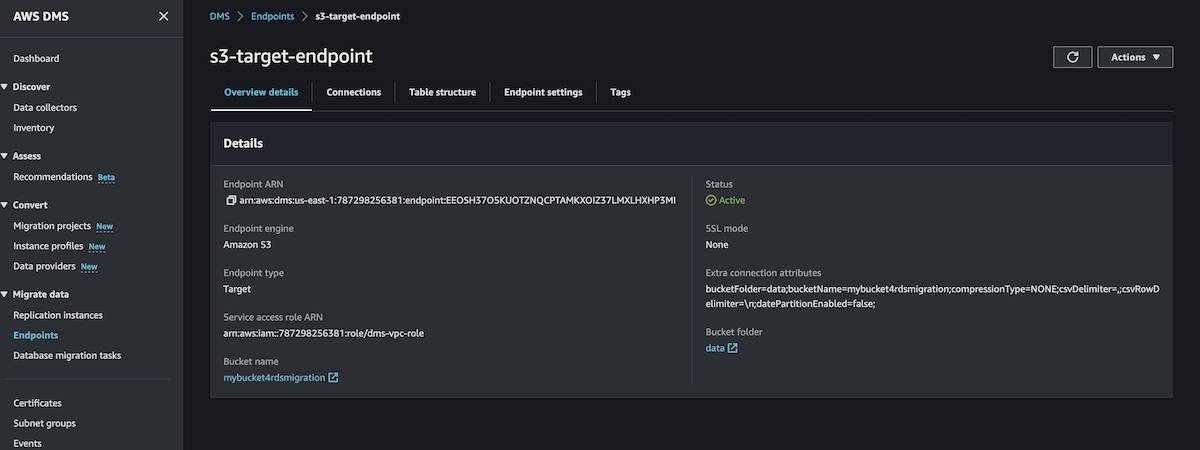 AWS DMS
Dashboard
Discover
Data collectors
Inventory
Assess
Recommendations Beta
Convert
Migration projects New
Instance profiles New
Data providers New
Migrate data
Replication instances
Endpoints
Database migration tasks
Certificates
Subnet groups
Events
DMS > Endpoints > s3-target-endpoint
s3-target-endpoint
Actions
Overview details Connections Table structure Endpoint settings Tags
Details
Endpoint ARN
arn:aws:dms:us-east-1:787298256381:endpoint:EEOSH37O5KUOTZNQCPTAMKXOIZ37LMXLHXHP3MI
Endpoint engine
Amazon S3
Endpoint type
Target
Service access role ARN
arn:aws:iam::787298256381:role/dms-vpc-role
Bucket name
mybucket4rdsmigration
Status
Active
SSL mode
None
Extra connection attributes
bucketFolder=data;bucketName=mybucket4rdsmigration;compressionType=NONE;csvDelimiter=,;csvRowD
elimiter=\n;datePartitionEnabled=false;
Bucket folder
data